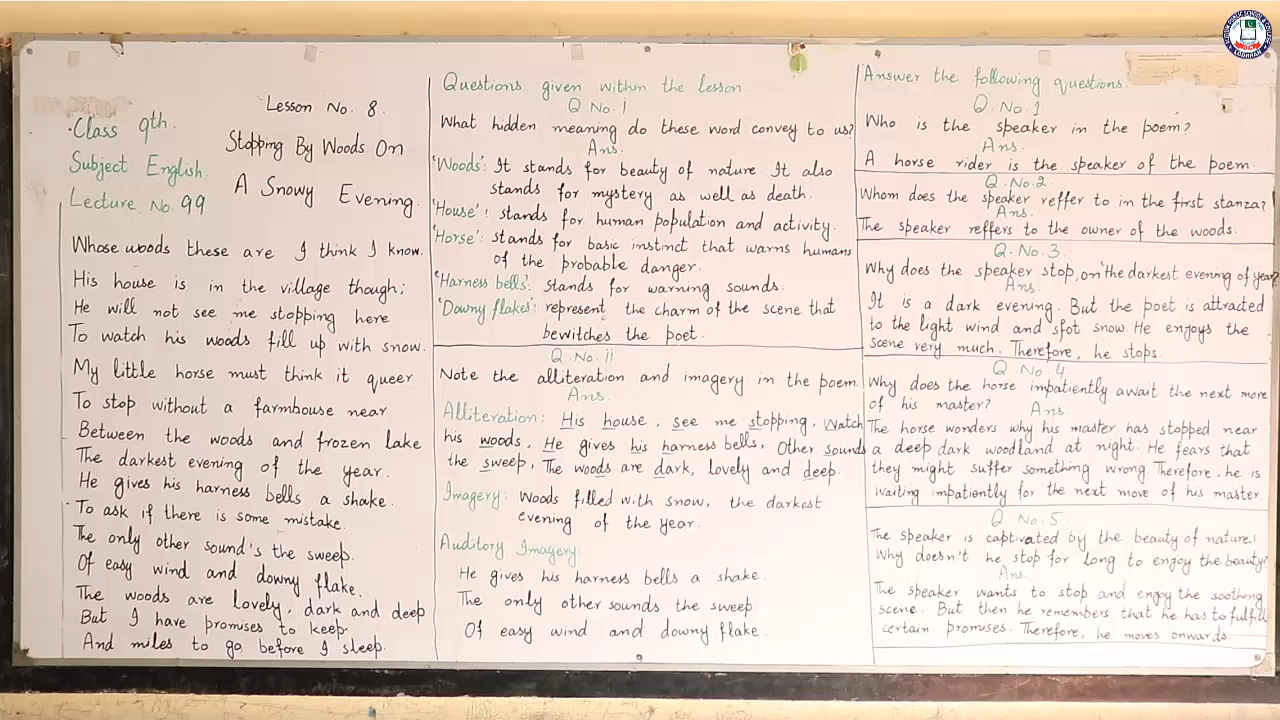 Class 9th.
Subject English.
Lecture No. 99
Lesson No. 8.
Stopping By Woods On
A Snowy Evening.
Whose woods these are I think I know.
His house is in the village though;
He will not see me stopping here
To watch his woods fill up with snow.
My little horse must think it queer
To stop without a farmhouse near
Between the woods and frozen lake
The darkest evening of the year.
He gives his harness bells a shake.
To ask if there is some mistake.
The only other sound's the sweep.
Of easy wind and downy flake.
The woods are lovely, dark and deep
But I have promises to keep.
And miles to go before I sleep.
Questions given within the lesson.
Q. No. i
What hidden meaning do these word convey to us?
Ans.
'Woods': It stands for beauty of nature. It also
stands for mystery as well as death.
'House': stands for human population and activity.
'Horse': stands for basic instinct that warns humans
of the probable danger.
'Harness bells': stands for warning sounds.
'Downy flakes': represent the charm of the scene that
bewitches the poet.
Q. No. ii
Note the alliteration and imagery in the poem
Ans.
Alliteration: His house, see me stopping, Watch
his woods, He gives his harness bells, Other sounds
the sweep, The woods are dark, lovely and deep.
Imagery: Woods filled with snow, the darkest
evening of the year.
Auditory Imagery:
He gives his harness bells a shake.
The only other sounds the sweep.
Of easy wind and downy flake.
Answer the following questions.
Q. No. 1
Who is the speaker in the poem?
Ans.
A horse rider is the speaker of the poem.
Q. No. 2.
Whom does the speaker reffer to in the first stanza?
Ans.
The speaker reffers to the owner of the woods.
Q. No. 3
Why does the speaker stop, on "the darkest evening of year?
Ans.
It is a dark evening. But the poet is attracted
to the light wind and sfot snow. He enjoys the
scene very much. Therefore, he stops.
Q. No. 4.
Why does the horse impatiently await the next more
of his master?
Ans.
The horse wonders why his master has stopped near
a deep dark woodland at night. He fears that
they might suffer something wrong. Therefore, he is
waiting impatiently for the next move of his master.
Q. No. 5.
The speaker is captivated by the beauty of nature.
Why doesn't he stop for long to enjoy the beauty?
Ans.
The speaker wants to stop and enjoy the soothing
scene. But then he remembers that he has to fulfill
certain promises. Therefore, he moves onwards.